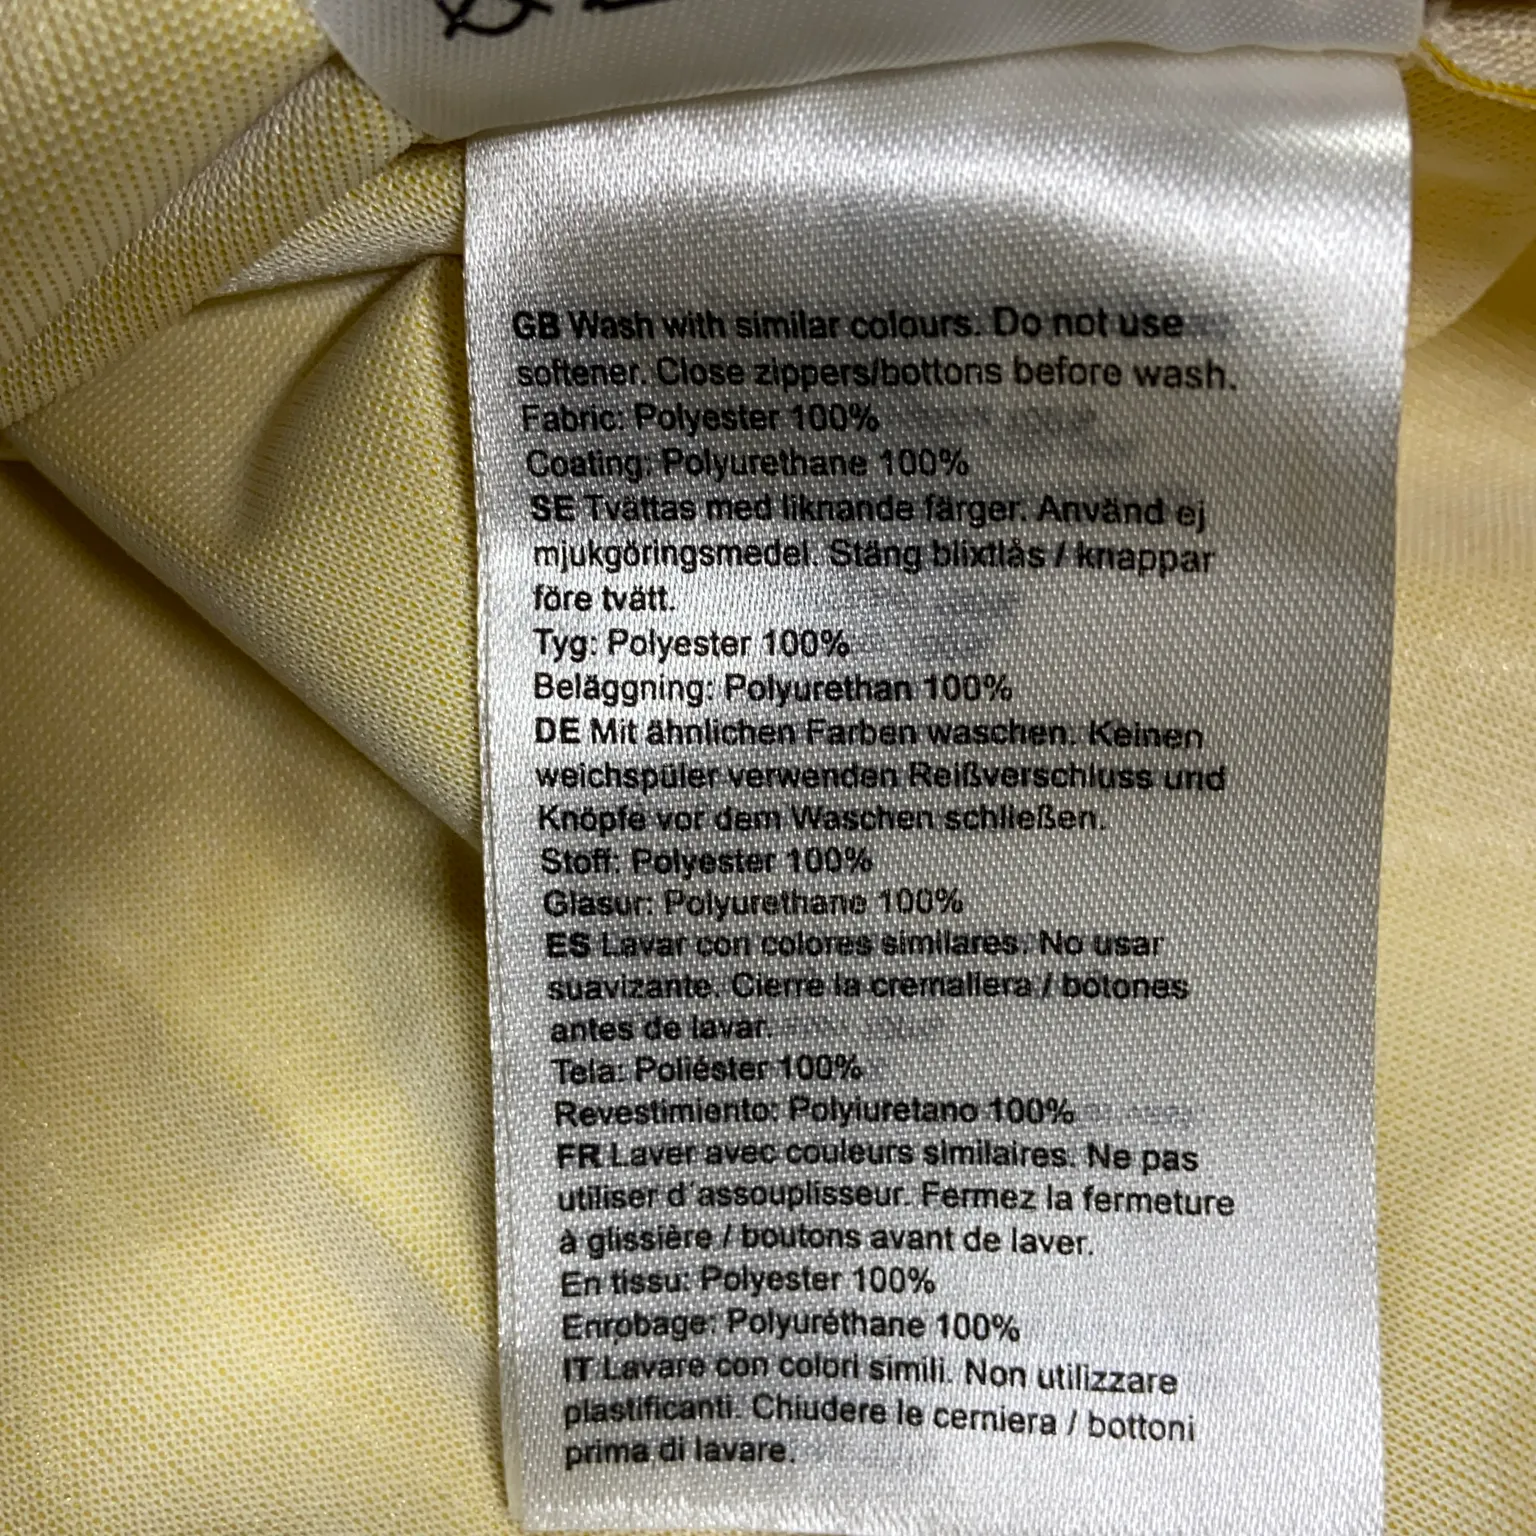 GB Wash with similar colours. Do not use
softener. Close zippers/bottons before wash.
Fabric: Polyester 100%
Coating: Polyurethane 100%
SE Tvättas med liknande färger. Använd ej
mjukgöringsmedel. Stäng blixtlås / knappar
före tvätt.
Tyg: Polyester 100%
Beläggning: Polyurethan 100%
DE Mit ähnlichen Farben waschen. Keinen
weichspüler verwenden Reißverschluss und
Knöpfe vor dem Waschen schließen.
Stoff: Polyester 100%
Glasur: Polyurethane 100%
ES Lavar con colores similares. No usar
suavizante. Cierre la cremallera / botones
antes de lavar.
Tela: Poliéster 100%
Revestimiento: Polyiuretano 100%
FR Laver avec couleurs similaires. Ne pas
utiliser d´assouplisseur. Fermez la fermeture
à glissière / boutons avant de laver.
En tissu: Polyester 100%
Enrobage: Polyuréthane 100%
IT Lavare con colori simili. Non utilizzare
plastificanti. Chiudere le cerniera / bottoni
prima di lavare.